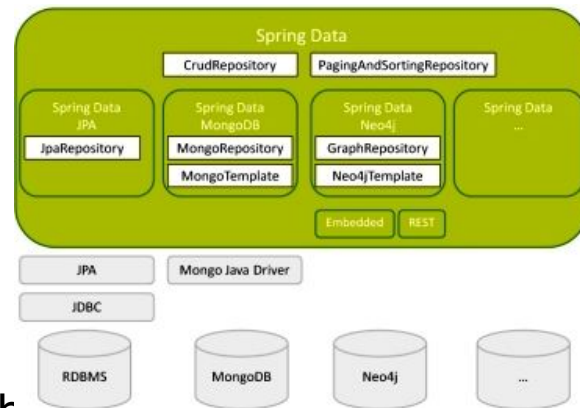 Spring Data
CrudRepository PagingAndSortingRepository
Spring Data JPA
Spring Data MongoDB
Spring Data Neo4j
Spring Data ...
JpaRepository MongoRepository GraphRepository
MongoTemplate Neo4jTemplate
Embedded REST
JPA Mongo Java Driver
JDBC
RDBMS MongoDB Neo4j ...